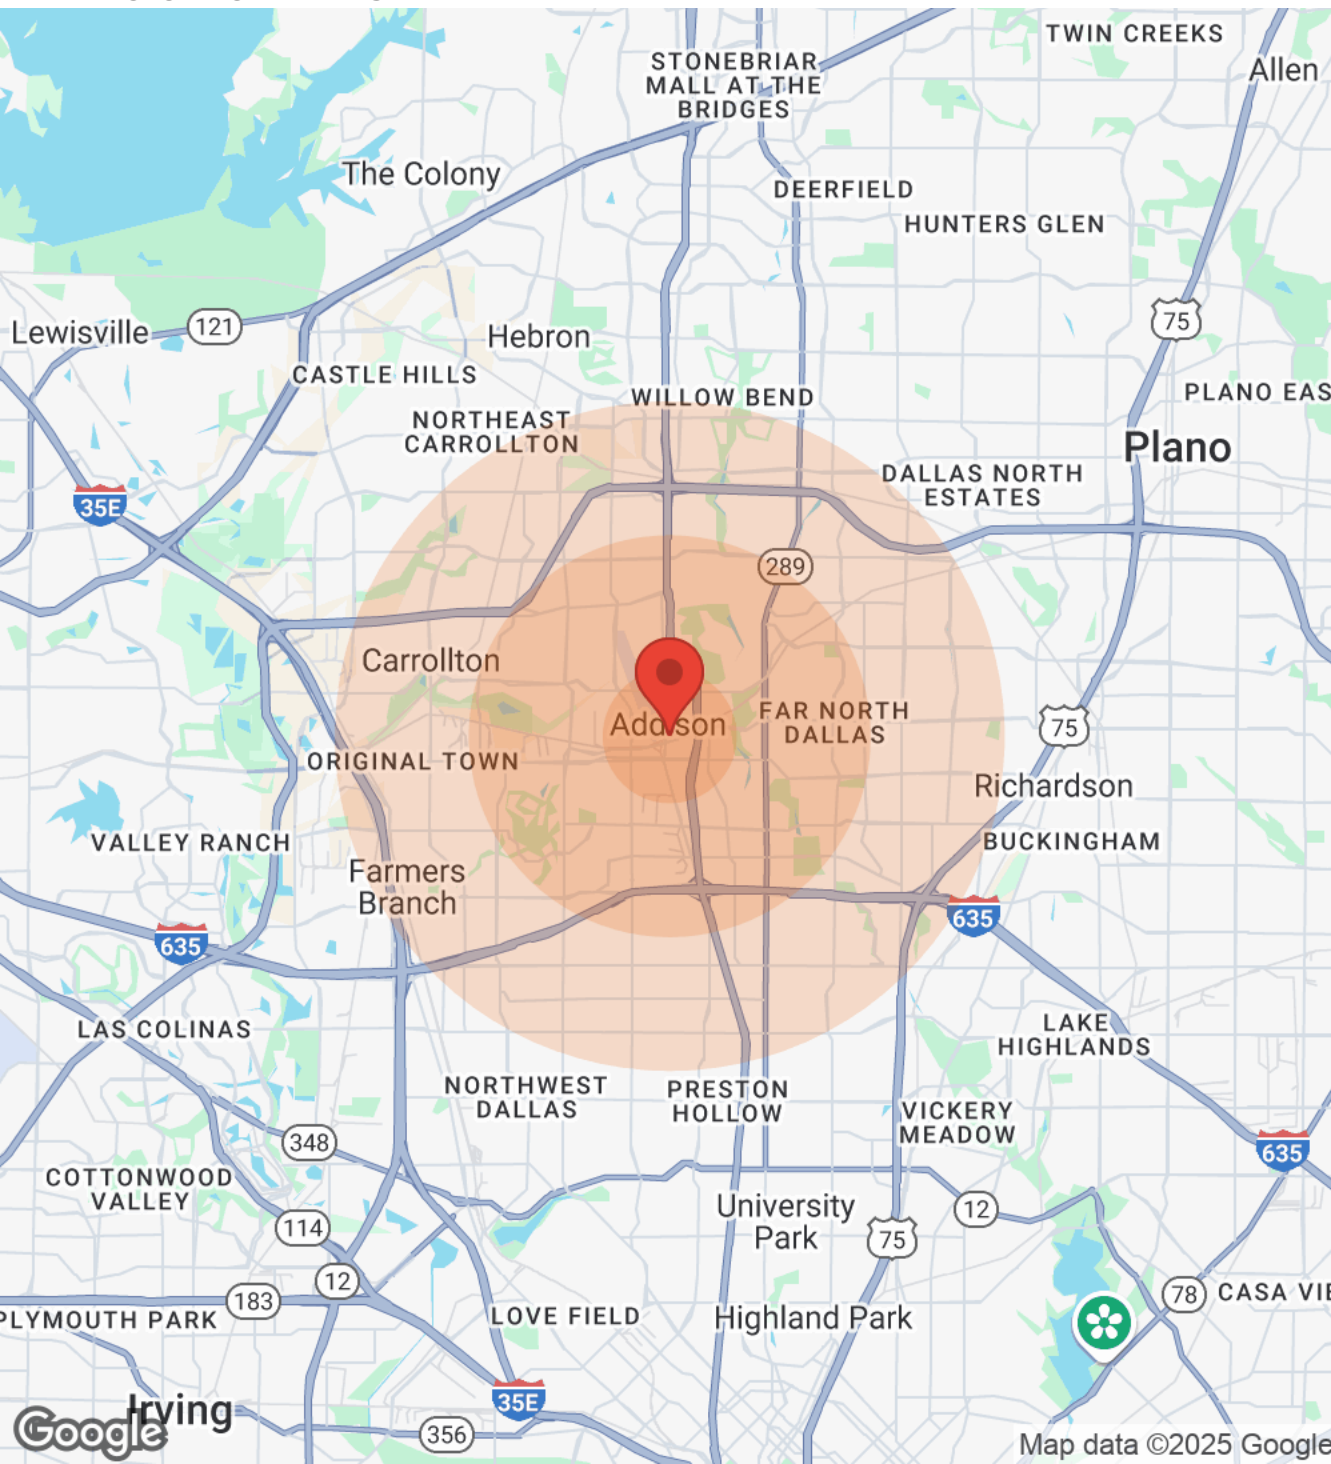 TWIN CREEKS
Allen
STONEBRIAR
MALL AT THE
BRIDGES
The Colony
DEERFIELD
HUNTERS GLEN
75
Lewisville
121
Hebron
CASTLE HILLS
WILLOW BEND
PLANO EAS
NORTHEAST
CARROLLTON
Plano
DALLAS NORTH
ESTATES
35E
289
Carrollton
Addison
FAR NORTH
DALLAS
75
ORIGINAL TOWN
Richardson
VALLEY RANCH
BUCKINGHAM
Farmers
Branch
635
635
LAS COLINAS
LAKE
HIGHLANDS
NORTHWEST
DALLAS
PRESTON
HOLLOW
VICKERY
MEADOW
348
635
COTTONWOOD
VALLEY
University
Park
12
114
75
12
183
78
CASA VIE
PLYMOUTH PARK
LOVE FIELD
Highland Park
35E
Irving
Google
356
Map data ©2025 Google